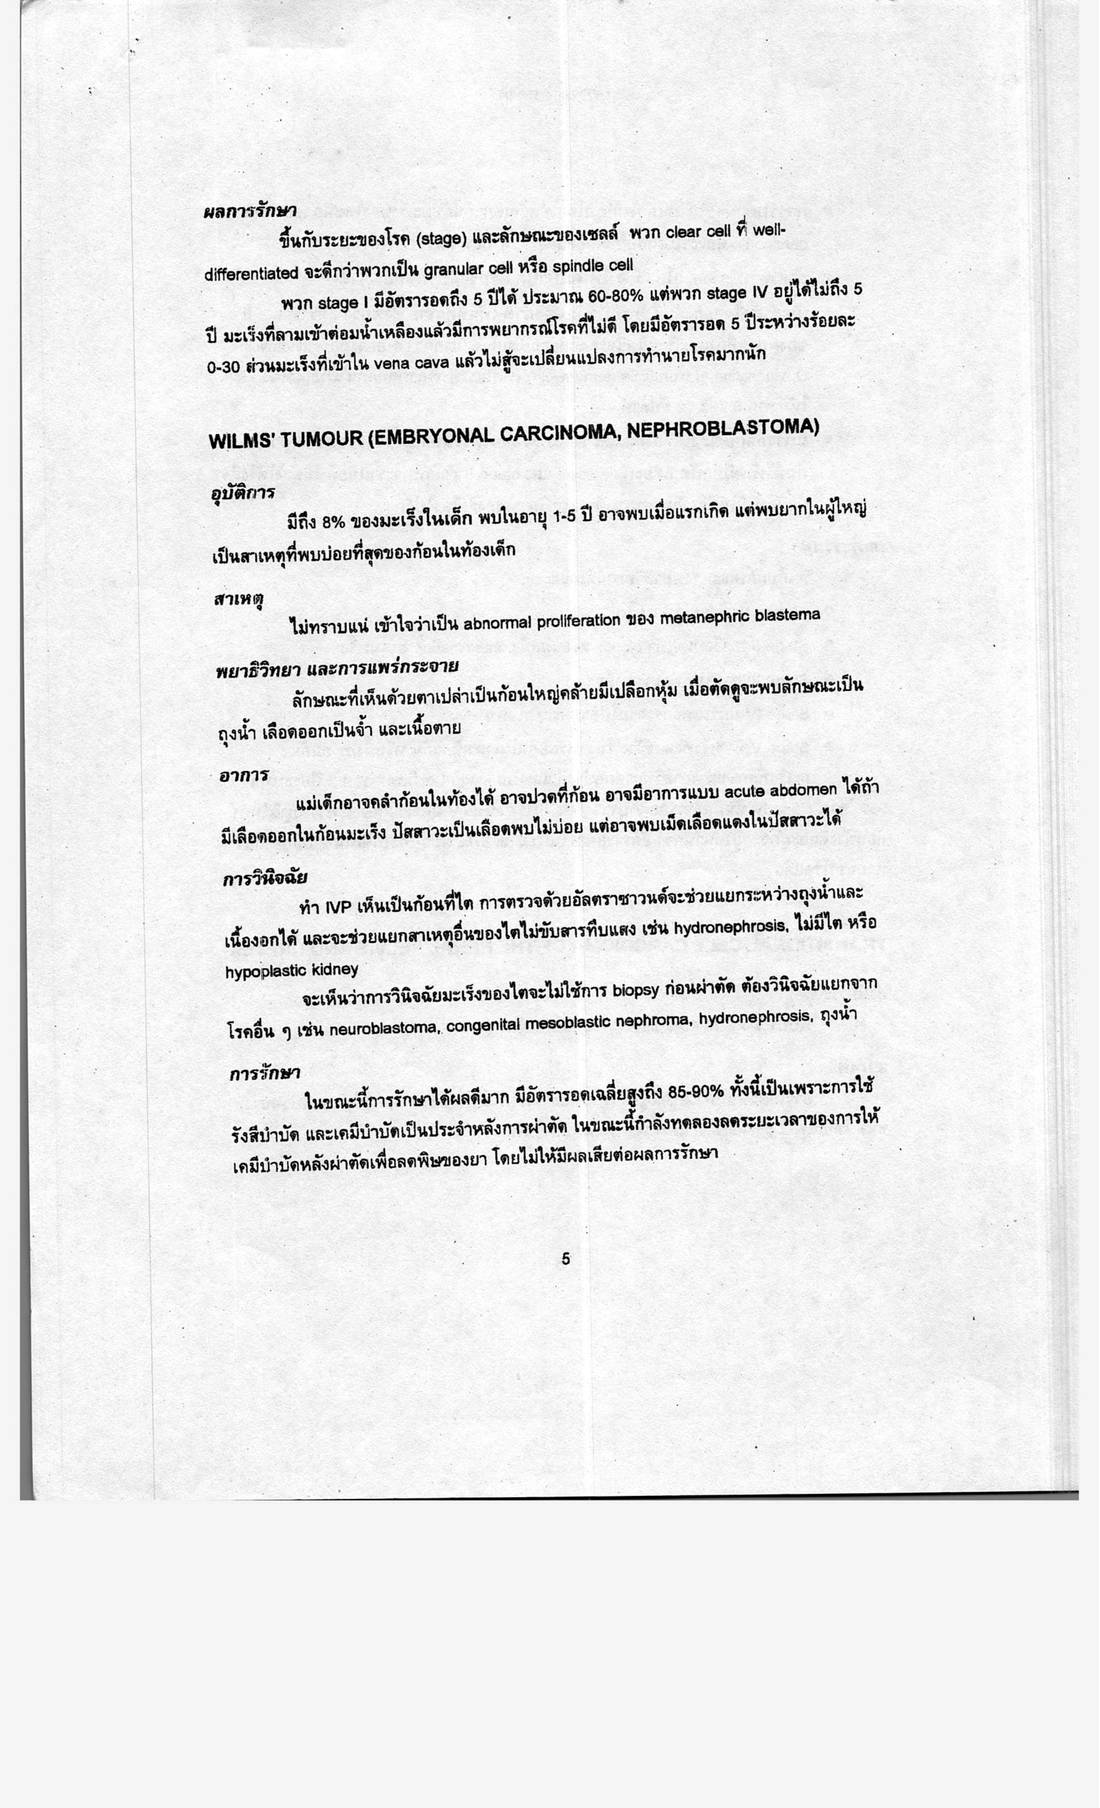 ผลการรักษา
ขึ้นกับระยะของโรค (stage) และลักษณะของเซลล์ พวก clear cell ที่ well-
differentiated จะดีกว่าพวกเป็น granular cell หรือ spindle cell
พวก stage I มีอัตรารอดถึง 5 ปีได้ ประมาณ 60-80% แต่พวก stage IV อยู่ได้ไม่ถึง 5
ปี มะเร็งที่ลามเข้าต่อมน้ำเหลืองแล้วมีการพยากรณ์โรคที่ไม่ดี โดยมีอัตรารอด 5 ปีระหว่างร้อยละ
0-30 ส่วนมะเร็งที่เข้าใน vena cava แล้วไม่สู้จะเปลี่ยนแปลงการทำนายโรคมากนัก
WILMS' TUMOUR (EMBRYONAL CARCINOMA, NEPHROBLASTOMA)
อุบัติการ
มีถึง 8% ของมะเร็งในเด็ก พบในอายุ 1-5 ปี อาจพบเมื่อแรกเกิด แต่พบยากในผู้ใหญ่
เป็นสาเหตุที่พบบ่อยที่สุดของก้อนในท้องเด็ก
สาเหตุ
ไม่ทราบแน่ เข้าใจว่าเป็น abnormal proliferation ของ metanephric blastema
พยาธิวิทยา และการแพร่กระจาย
ลักษณะที่เห็นด้วยตาเปล่าเป็นก้อนใหญ่คล้ายมีเปลือกหุ้ม เมื่อตัดดูจะพบลักษณะเป็น
ถุงน้ำ เลือดออกเป็นจ้ำ และเนื้อตาย
อาการ
แม่เด็กอาจคลำก้อนในท้องได้ อาจปวดที่ก้อน อาจมีอาการแบบ acute abdomen ได้ถ้า
มีเลือดออกในก้อนมะเร็ง ปัสสาวะเป็นเลือดพบไม่บ่อย แต่อาจพบเม็ดเลือดแดงในปัสสาวะได้
การวินิจฉัย
ทำ IVP เห็นเป็นก้อนที่ไต การตรวจด้วยอัลตราซาวนด์จะช่วยแยกระหว่างถุงน้ำและ
เนื้องอกได้ และจะช่วยแยกสาเหตุอื่นของไตไม่ขับสารทึบแสง เช่น hydronephrosis, ไม่มีไต หรือ
hypoplastic kidney
จะเห็นว่าการวินิจฉัยมะเร็งของไตจะไม่ใช้การ biopsy ก่อนผ่าตัด ต้องวินิจฉัยแยกจาก
โรคอื่น ๆ เช่น neuroblastoma, congenital mesoblastic nephroma, hydronephrosis, ถุงน้ำ
การรักษา
ในขณะนี้การรักษาได้ผลดีมาก มีอัตรารอดเฉลี่ยสูงถึง 85-90% ทั้งนี้เป็นเพราะการใช้
รังสีบำบัด และเคมีบำบัดเป็นประจำหลังการผ่าตัด ในขณะนี้กำลังทดลองลดระยะเวลาของการให้
เคมีบำบัดหลังผ่าตัดเพื่อลดพิษของยา โดยไม่ให้มีผลเสียต่อผลการรักษา
5